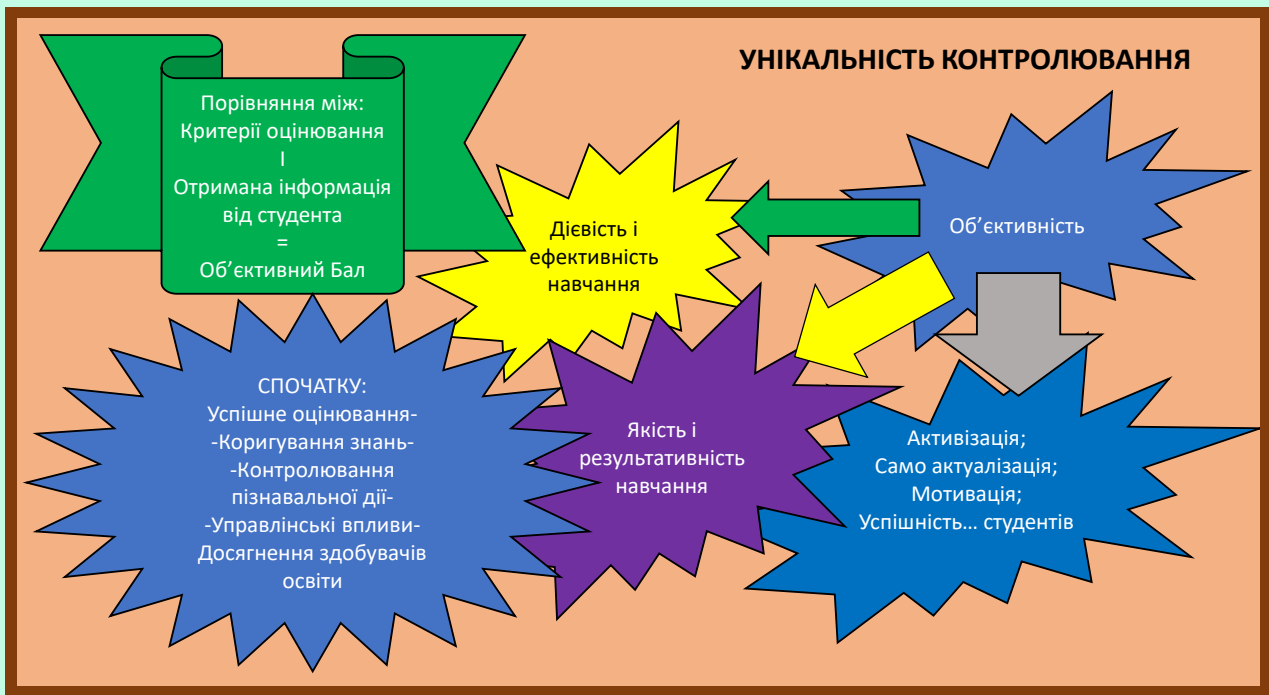 УНІКАЛЬНІСТЬ КОНТРОЛЮВАННЯ
Порівняння між:
Критерії оцінювання
І
Отримана інформація
від студента
=
Об’єктивний Бал
Дієвість і
ефективність
навчання
Об’єктивність
СПОЧАТКУ:
Успішне оцінювання-
-Коригування знань-
-Контролювання
пізнавальної дії-
-Управлінські впливи-
Досягнення здобувачів
освіти
Якість і
результативність
навчання
Активізація;
Само актуалізація;
Мотивація;
Успішність... студентів